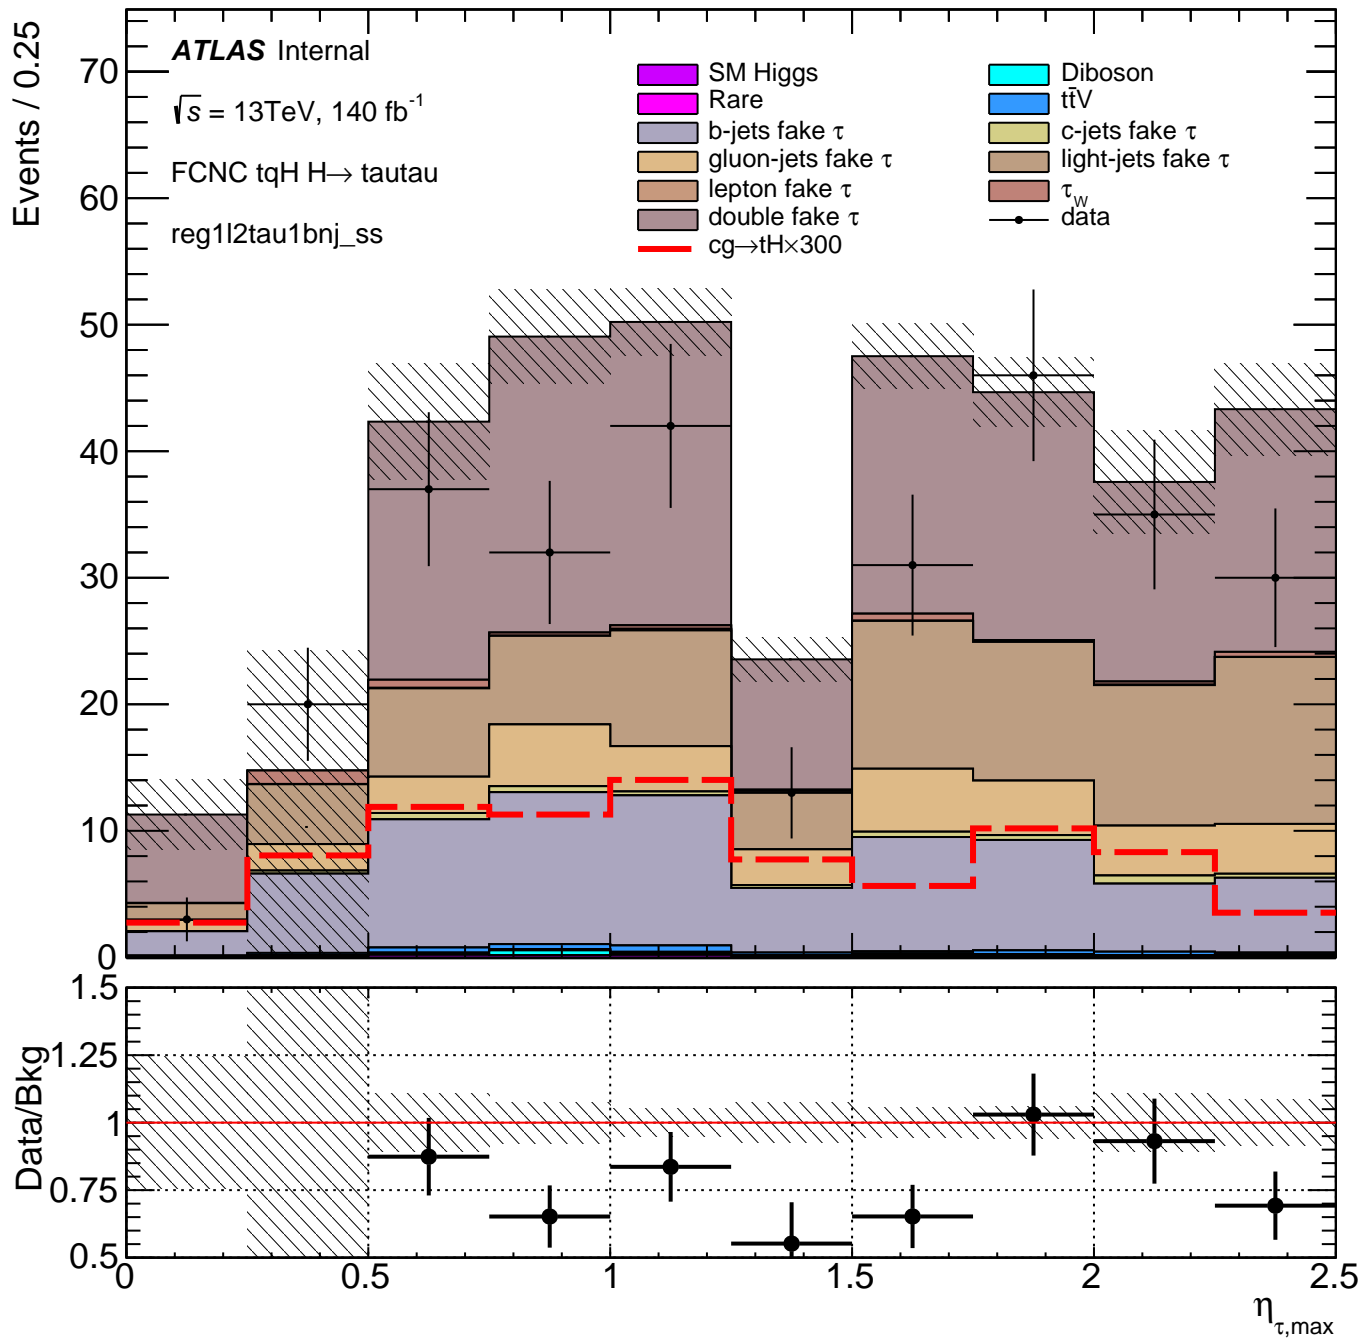 Events / 0.25
70
60
50
40
30
20
10
0
ATLAS Internal
√s = 13TeV, 140 fb⁻¹
FCNC tqH H→ tautau
reg1l2tau1bnj_ss
SM Higgs
Rare
b-jets fake τ
gluon-jets fake τ
lepton fake τ
double fake τ
cg→tH×300
Diboson
tt̄V
c-jets fake τ
light-jets fake τ
τ_W
data
Data/Bkg
1.5
1.25
1
0.75
0.5
0 0.5 1 1.5 2 2.5
η_τ,max